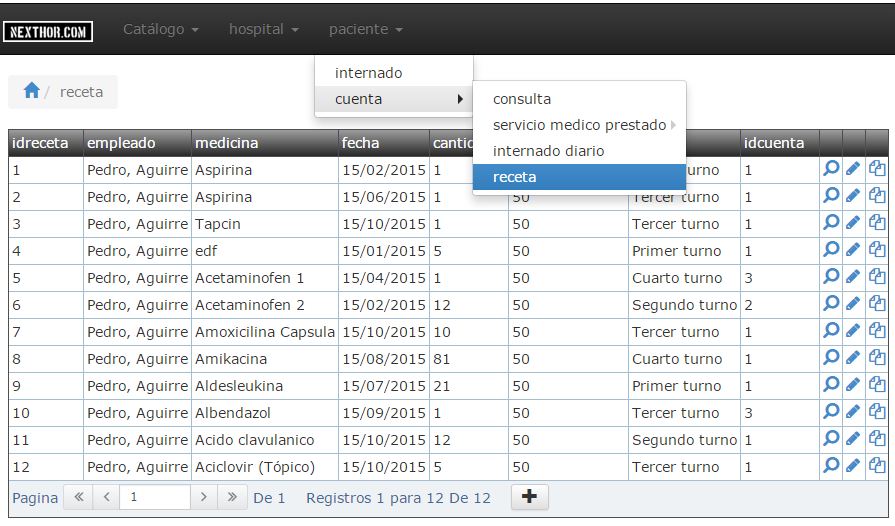 NEXTHOR.COM Catálogo hospital paciente
internado
cuenta
consulta
servicio medico prestado
internado diario
receta
/ receta
idreceta empleado medicina fecha cantid idcuenta
1 Pedro, Aguirre Aspirina 15/02/2015 1 turno 1
2 Pedro, Aguirre Aspirina 15/06/2015 1 50 Tercer turno 1
3 Pedro, Aguirre Tapcin 15/10/2015 1 50 Tercer turno 1
4 Pedro, Aguirre edf 15/01/2015 5 50 Primer turno 1
5 Pedro, Aguirre Acetaminofen 1 15/04/2015 1 50 Cuarto turno 3
6 Pedro, Aguirre Acetaminofen 2 15/02/2015 12 50 Segundo turno 2
7 Pedro, Aguirre Amoxicilina Capsula 15/10/2015 10 50 Tercer turno 1
8 Pedro, Aguirre Amikacina 15/08/2015 81 50 Cuarto turno 1
9 Pedro, Aguirre Aldesleukina 15/07/2015 21 50 Primer turno 1
10 Pedro, Aguirre Albendazol 15/09/2015 1 50 Tercer turno 3
11 Pedro, Aguirre Acido clavulanico 15/10/2015 12 50 Segundo turno 1
12 Pedro, Aguirre Aciclovir (Tópico) 15/10/2015 5 50 Tercer turno 1
Pagina 1 De 1 Registros 1 para 12 De 12